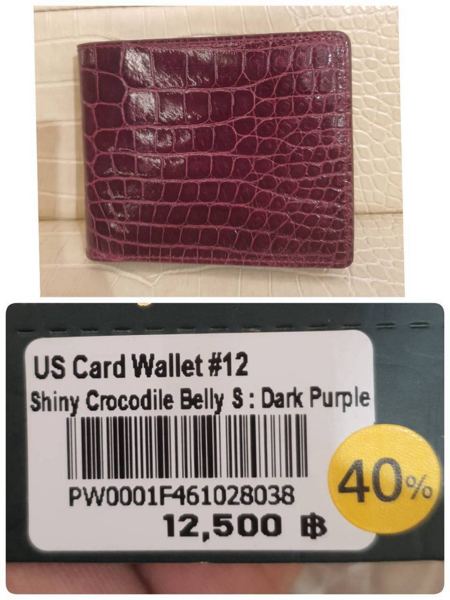 US Card Wallet #12
Shiny Crocodile Belly S : Dark Purple
PW0001F461028038
40%
12,500 ฿